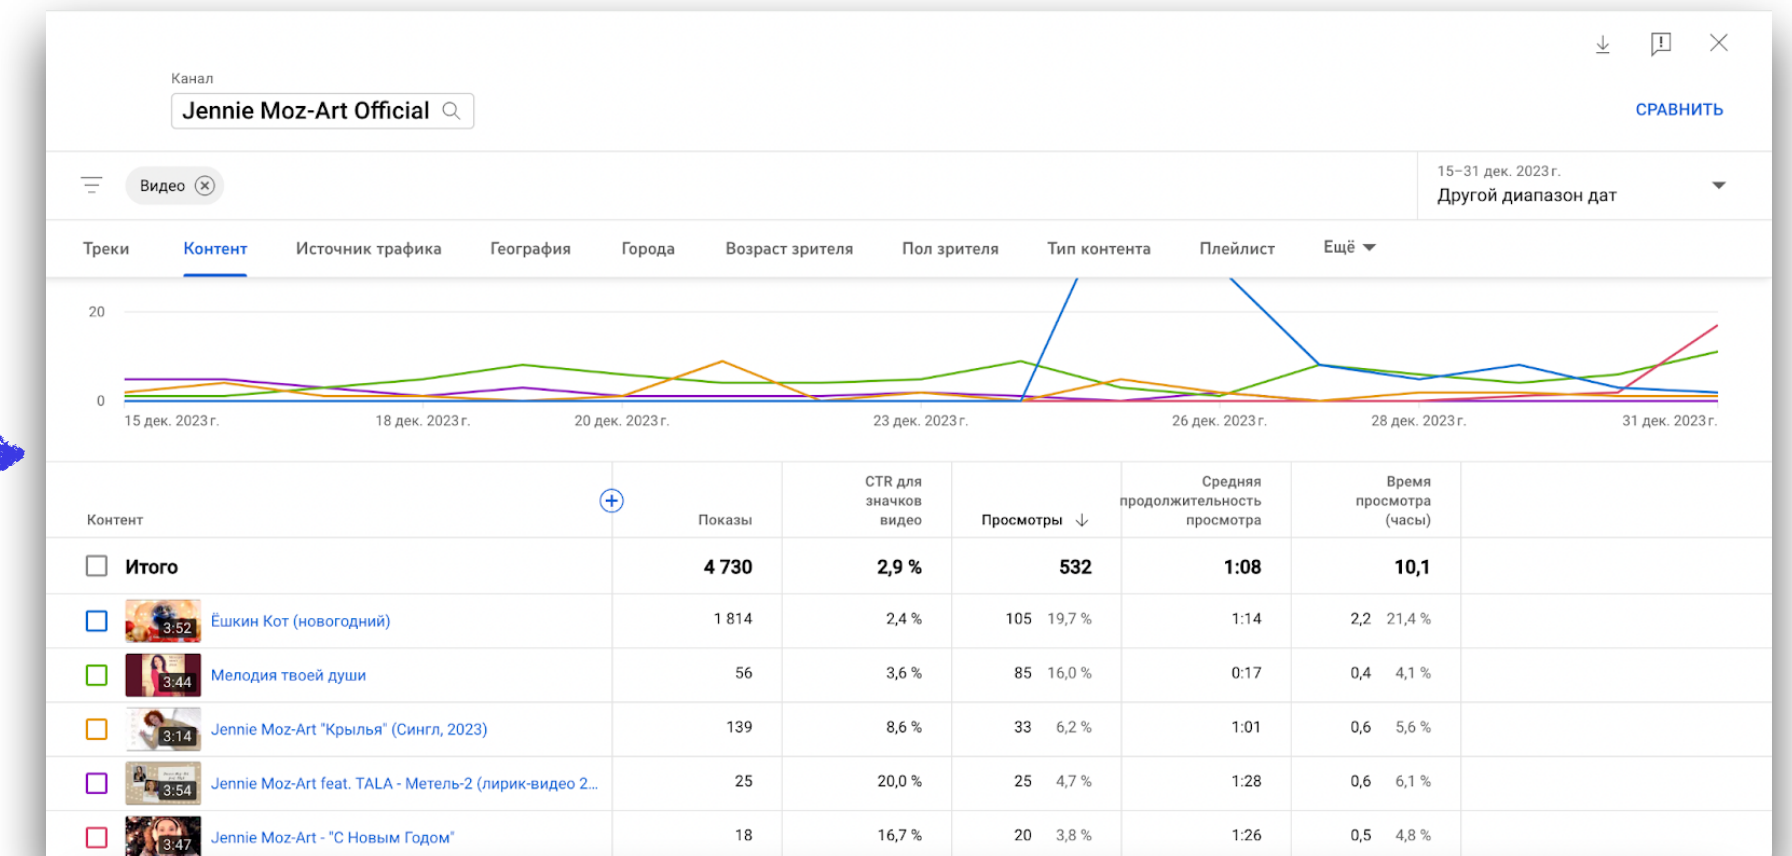 Канал
Jennie Moz-Art Official
СРАВНИТЬ
Видео
15–31 дек. 2023 г.
Другой диапазон дат
Треки Контент Источник трафика География Города Возраст зрителя Пол зрителя Тип контента Плейлист Ещё
20
0
15 дек. 2023 г. 18 дек. 2023 г. 20 дек. 2023 г. 23 дек. 2023 г. 26 дек. 2023 г. 28 дек. 2023 г. 31 дек. 2023 г.
Контент
Показы
CTR для
значков
видео
Просмотры
Средняя
продолжительность
просмотра
Время
просмотра
(часы)
Итого 4 730 2,9 % 532 1:08 10,1
3:52 Ёшкин Кот (новогодний) 1 814 2,4 % 105 19,7 % 1:14 2,2 21,4 %
3:44 Мелодия твоей души 56 3,6 % 85 16,0 % 0:17 0,4 4,1 %
3:14 Jennie Moz-Art "Крылья" (Сингл, 2023) 139 8,6 % 33 6,2 % 1:01 0,6 5,6 %
3:54 Jennie Moz-Art feat. TALA - Метель-2 (лирик-видео 2... 25 20,0 % 25 4,7 % 1:28 0,6 6,1 %
3:47 Jennie Moz-Art - "С Новым Годом" 18 16,7 % 20 3,8 % 1:26 0,5 4,8 %